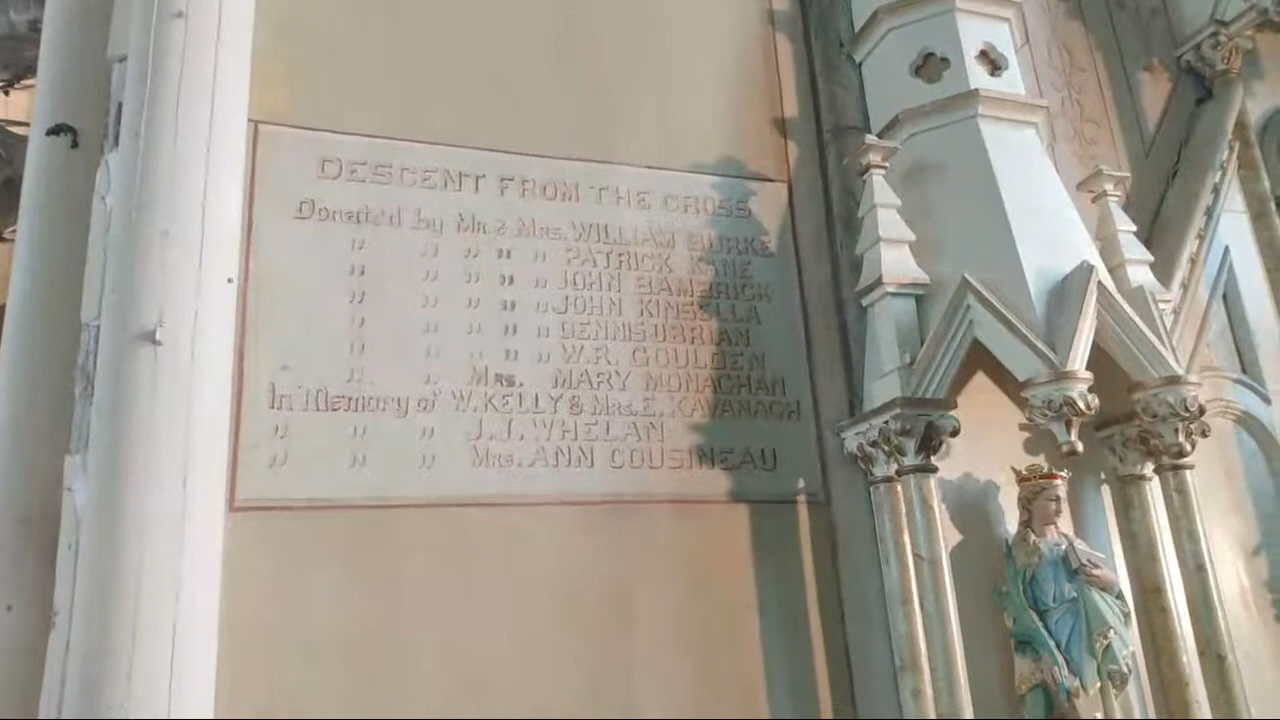 DESCENT FROM THE CROSS
Donated by Mr. & Mrs. WILLIAM BURKE
" " " " " PATRICK KANE
" " " " " JOHN BAMBRICK
" " " " " JOHN KINSELLA
" " " " " DENNIS OBRIAN
" " " " " W.R. GOULDEN
" " Mrs. MARY MONAGHAN
In Memory of W. KELLY & Mrs. E. KAVANAGH
" " " J.J. WHELAN
" " " Mrs. ANN COUSINEAU